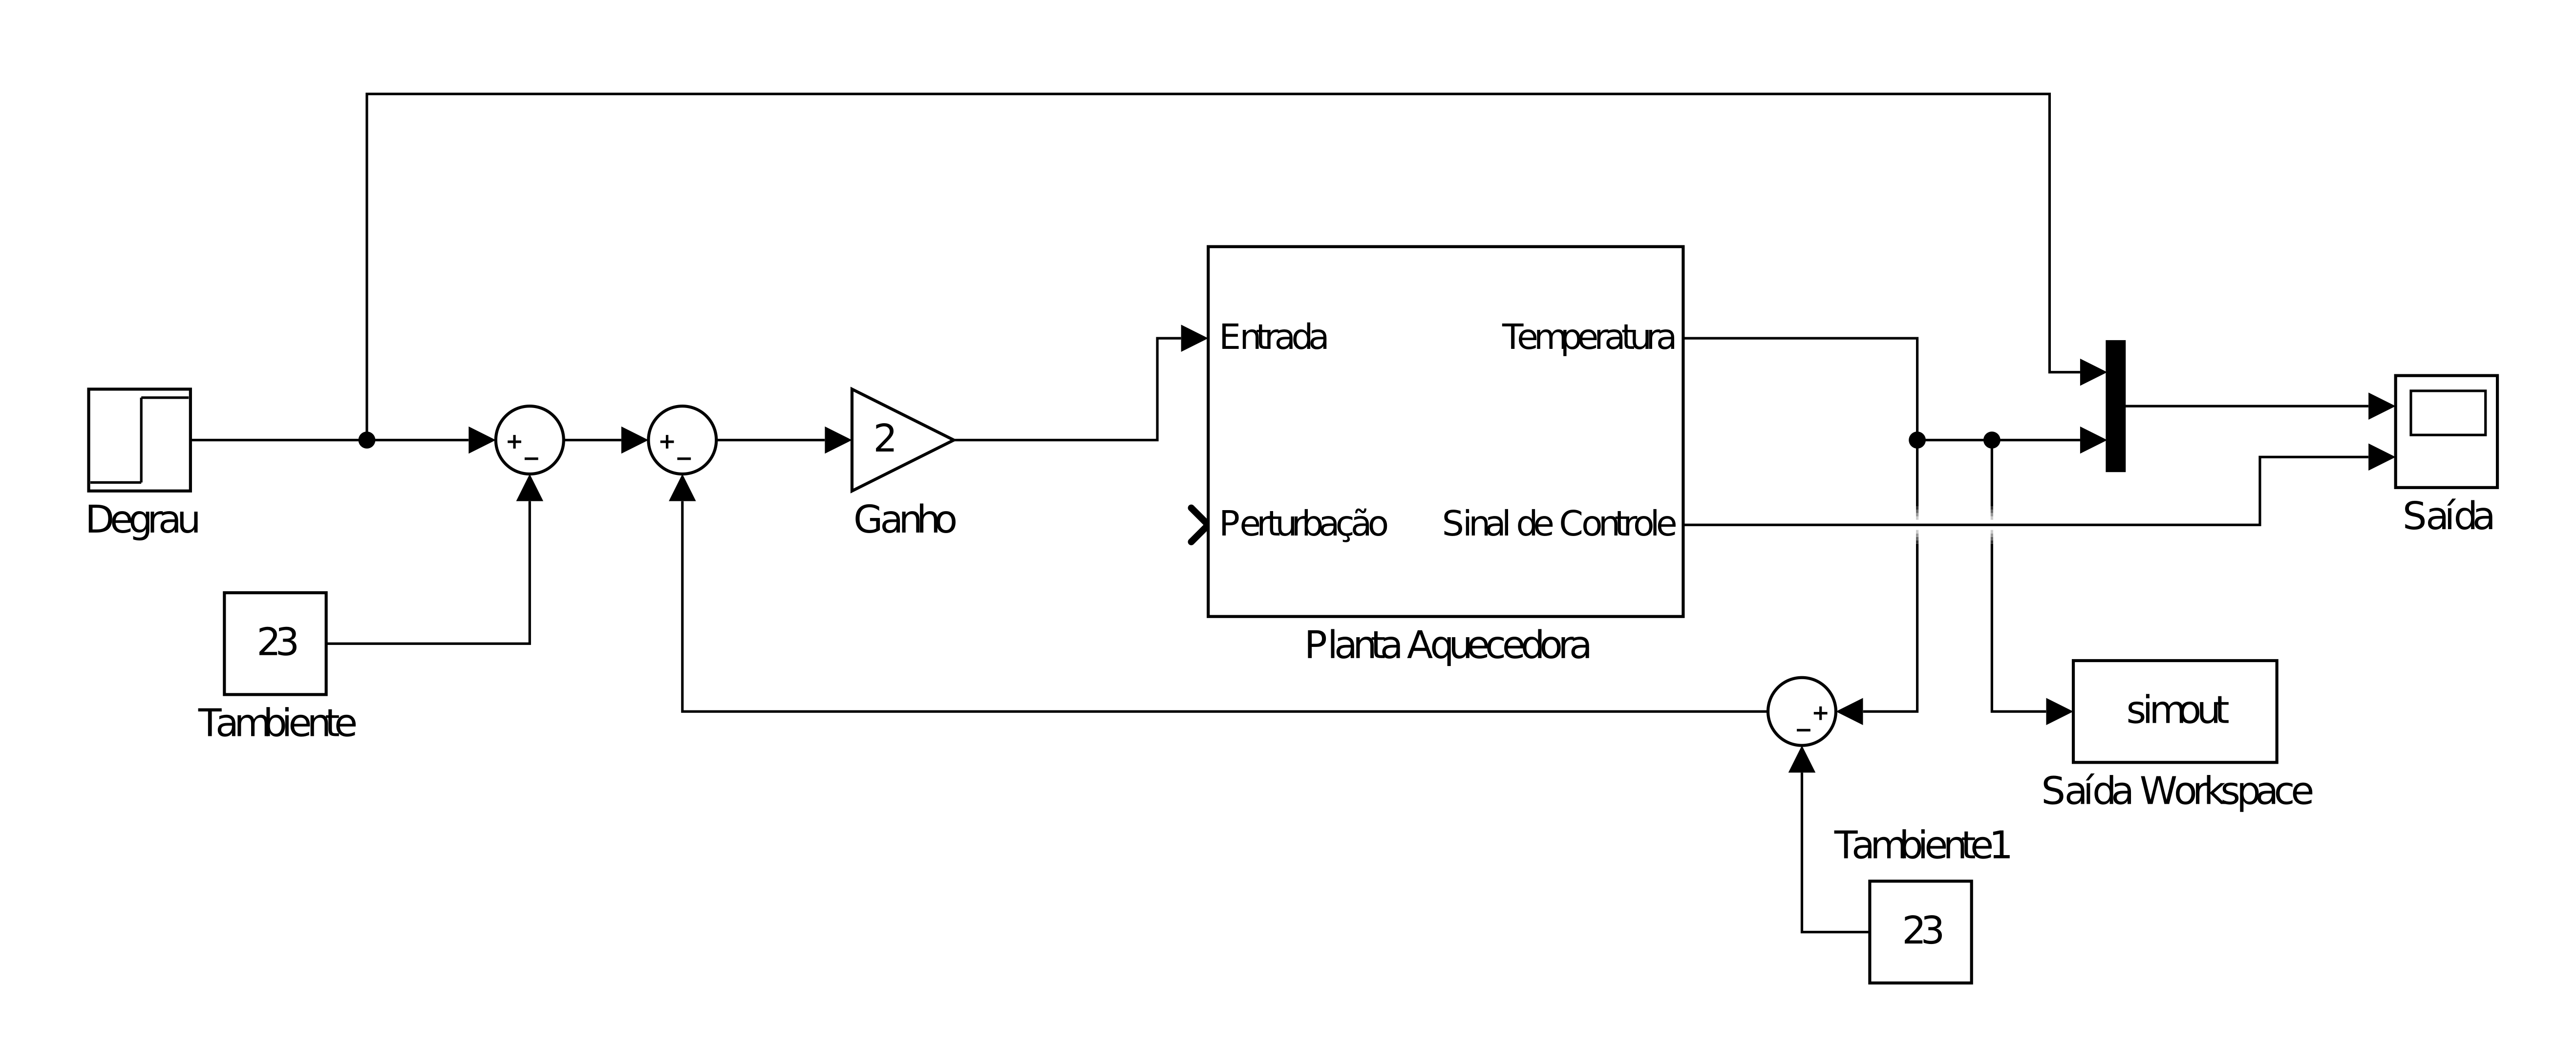 Degrau
+
−
23
Tambiente
+
−
2
Ganho
Entrada
Temperatura
Perturbação
Sinal de Controle
Planta Aquecedora
Saída
+
−
simout
Saída Workspace
Tambiente1
23